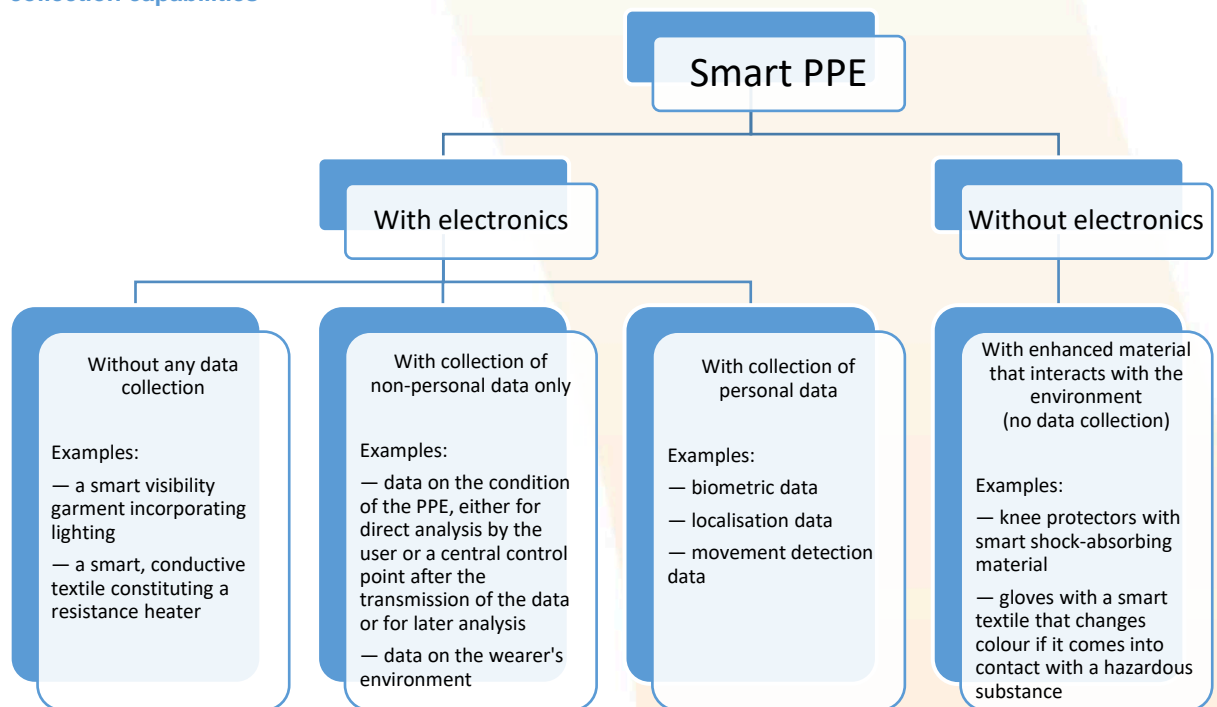 collection capabilities
Smart PPE
With electronics
Without electronics
Without any data
collection
Examples:
— a smart visibility
garment incorporating
lighting
— a smart, conductive
textile constituting a
resistance heater
With collection of
non-personal data only
Examples:
— data on the condition
of the PPE, either for
direct analysis by the
user or a central control
point after the
transmission of the data
or for later analysis
— data on the wearer's
environment
With collection of
personal data
Examples:
— biometric data
— localisation data
— movement detection
data
With enhanced material
that interacts with the
environment
(no data collection)
Examples:
— knee protectors with
smart shock-absorbing
material
— gloves with a smart
textile that changes
colour if it comes into
contact with a hazardous
substance